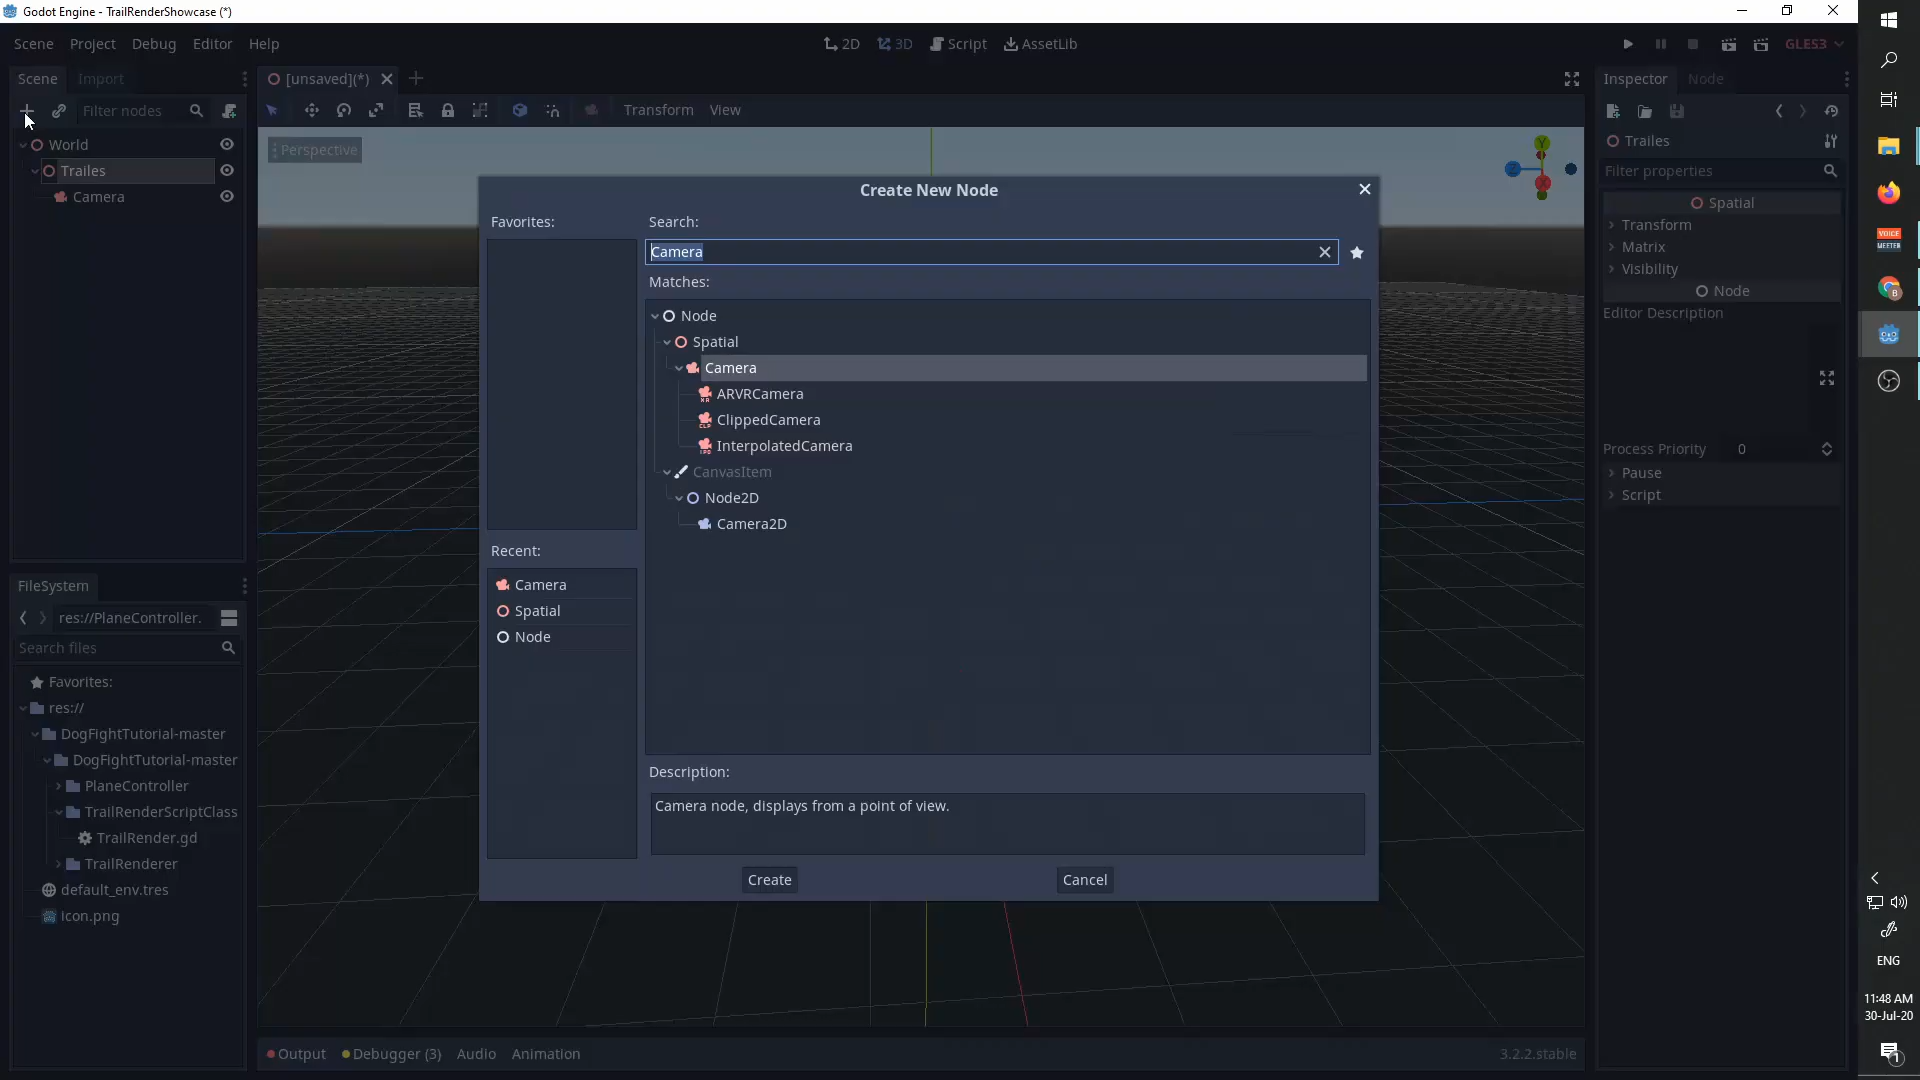 Godot Engine - TrailRenderShowcase (*)
Scene Project Debug Editor Help
2D 3D Script AssetLib
GLES3
Scene Import
[unsaved](*)
Inspector Node
Filter nodes
Transform View
World
Trailes
Camera
Perspective
Y
Z
X
Trailes
Filter properties
Spatial
Transform
Matrix
Visibility
Node
Editor Description
Process Priority 0
Pause
Script
Create New Node
Favorites:
Search:
Camera
Matches:
Node
Spatial
Camera
ARVRCamera
ClippedCamera
InterpolatedCamera
CanvasItem
Node2D
Camera2D
Recent:
Camera
Spatial
Node
Description:
Camera node, displays from a point of view.
Create Cancel
FileSystem
res://PlaneController.
Search files
Favorites:
res://
DogFightTutorial-master
DogFightTutorial-master
PlaneController
TrailRenderScriptClass
TrailRender.gd
TrailRenderer
default_env.tres
icon.png
Output Debugger (3) Audio Animation
3.2.2.stable
VOICE
MEETER
B
ENG
11:48 AM
30-Jul-20
1